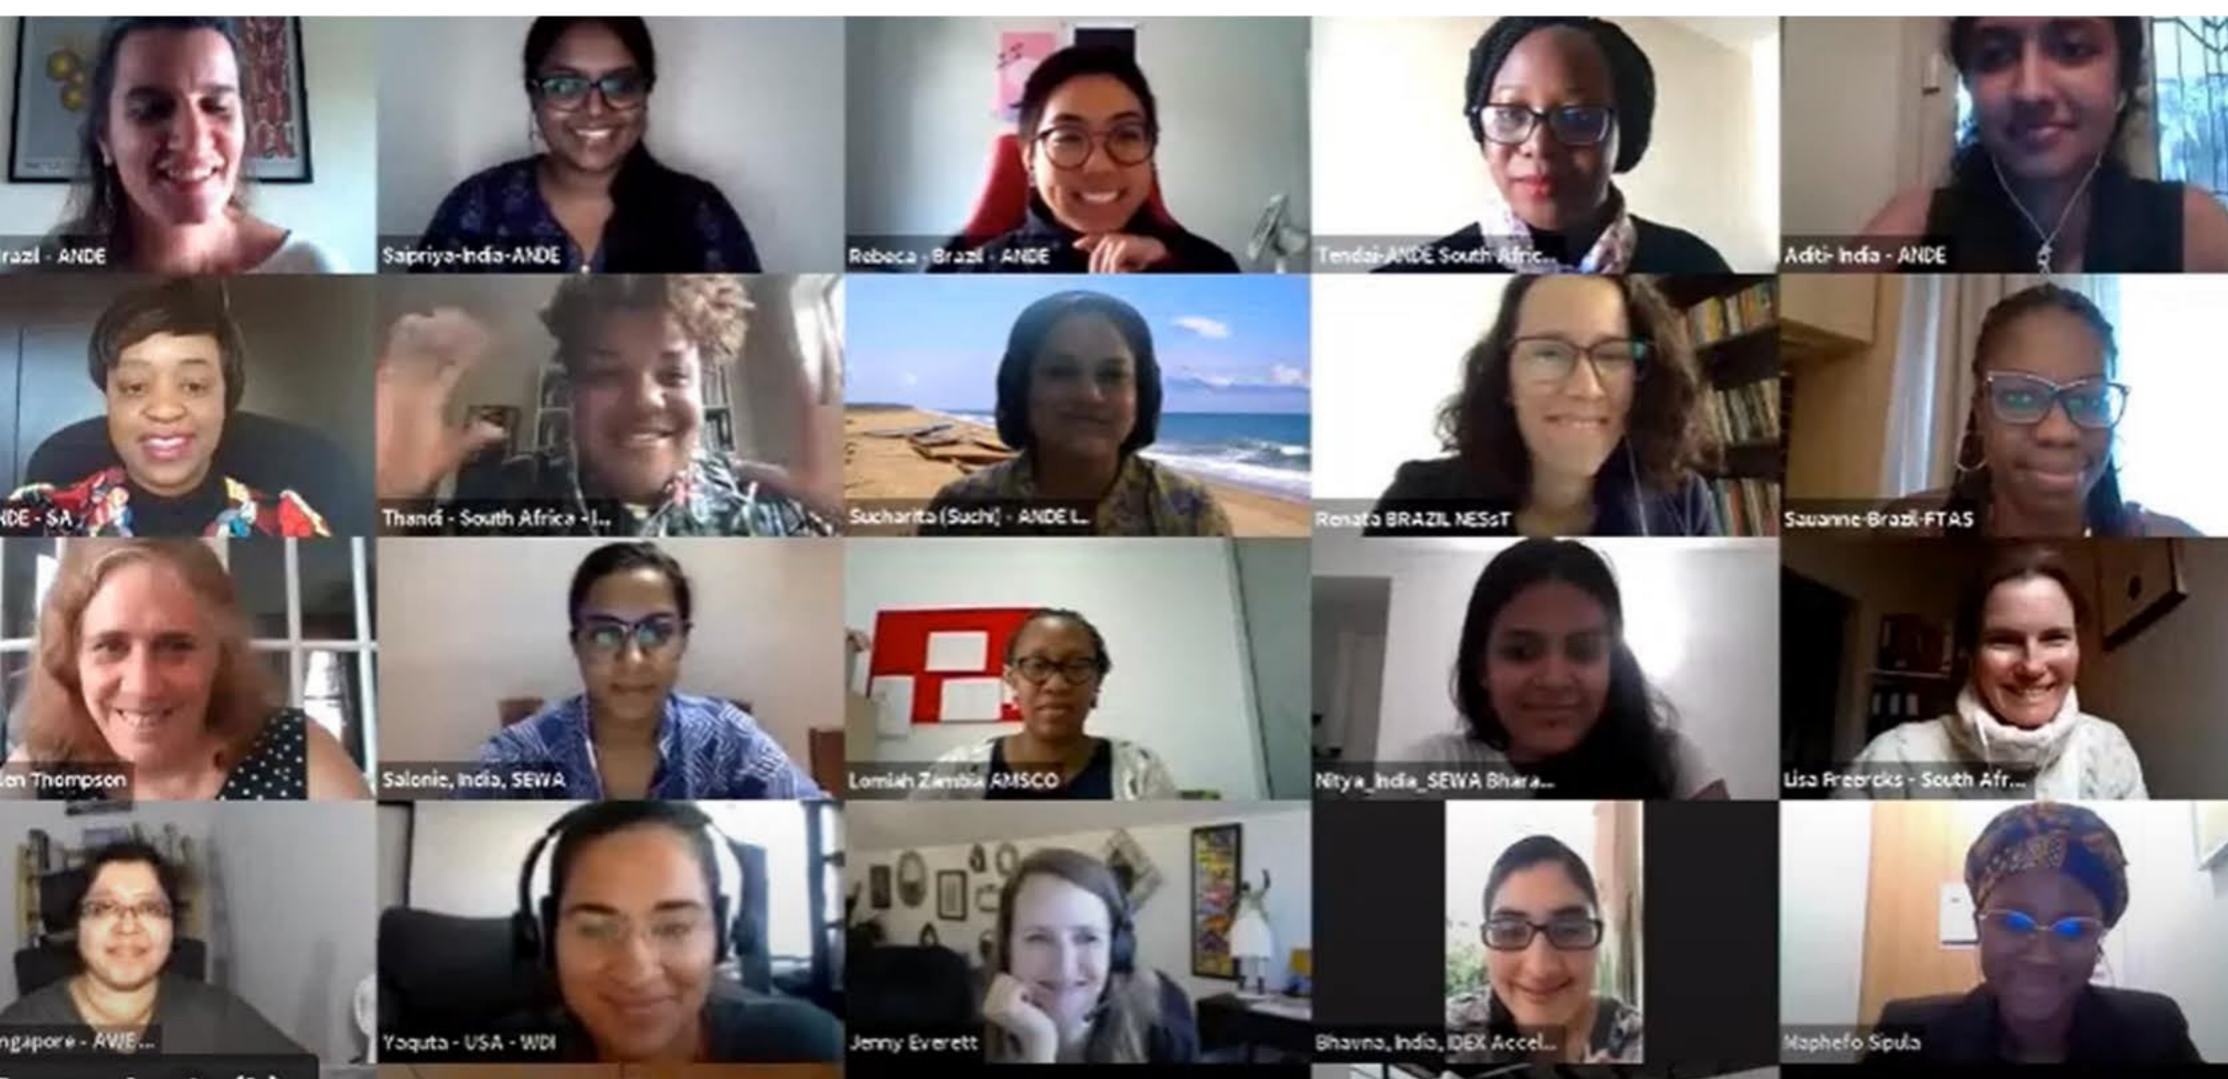 razil - ANDE
Saipriya-India-ANDE
Rebeca - Brazil - ANDE
Tendai-ANDE South Afric...
Aditi- India - ANDE
NDE - SA
Thandi - South Africa - I...
Sucharita (Suchi) - ANDE I...
Renata BRAZIL NESsT
Sauanne-Brazil-FTAS
len Thompson
Salonie, India, SEWA
Lomiah Zambia AMSCO
Nitya_India_SEWA Bhara...
Lisa Freercks - South Afr...
ngapore - AWE ...
Yaquta - USA - WDI
Jenny Everett
Bhavna, India, IDEX Accel...
Maphefo Sipula